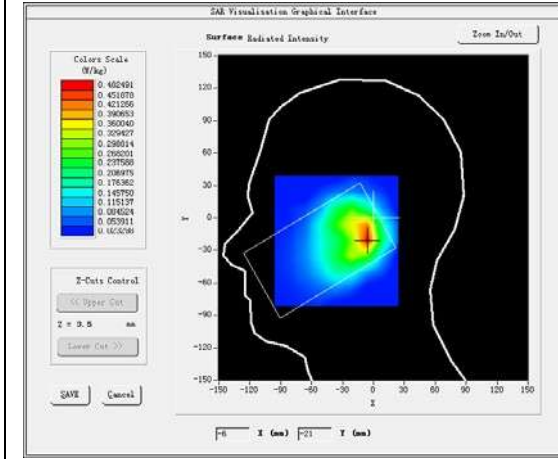 SAR Visualisation Graphical Interface
Surface Radiated Intensity
Zoom In/Out
Colors Scale
(W/kg)
0.482491
0.451878
0.421266
0.390653
0.360040
0.329427
0.298814
0.268201
0.237588
0.206975
0.176362
0.145750
0.115137
0.084524
0.053911
150
120
90
60
30
0
-30
-60
-90
-120
-150
Y
-150 -120 -90 -60 -30 0 30 60 90 120 150
X
Z-Cuts Control
<< Upper Cut
Z = 3.5 mm
Lower Cut >>
SAVE Cancel
-6 X (mm) -21 Y (mm)